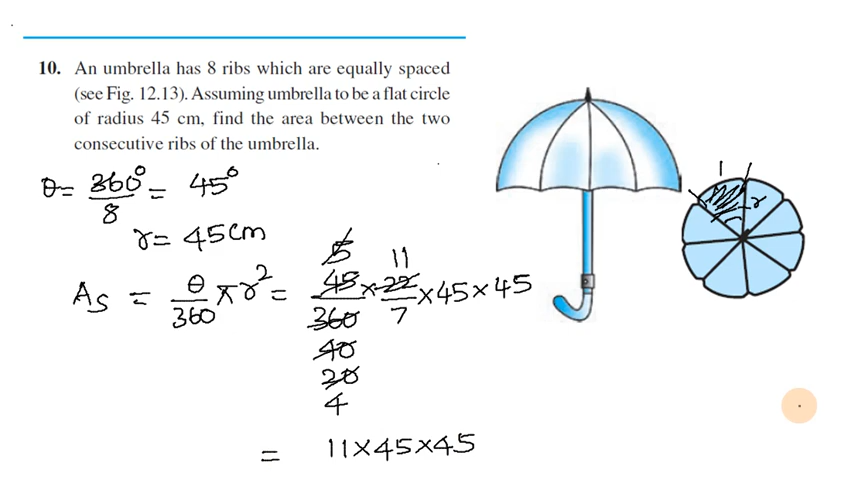 10. An umbrella has 8 ribs which are equally spaced
(see Fig. 12.13). Assuming umbrella to be a flat circle
of radius 45 cm, find the area between the two
consecutive ribs of the umbrella.
θ = 360°/8 = 45°
r = 45cm
A_S = θ/360 πr² = 45/360 × 22/7 × 45 × 45
5 11
40
20
4
= 11×45×45
1
r